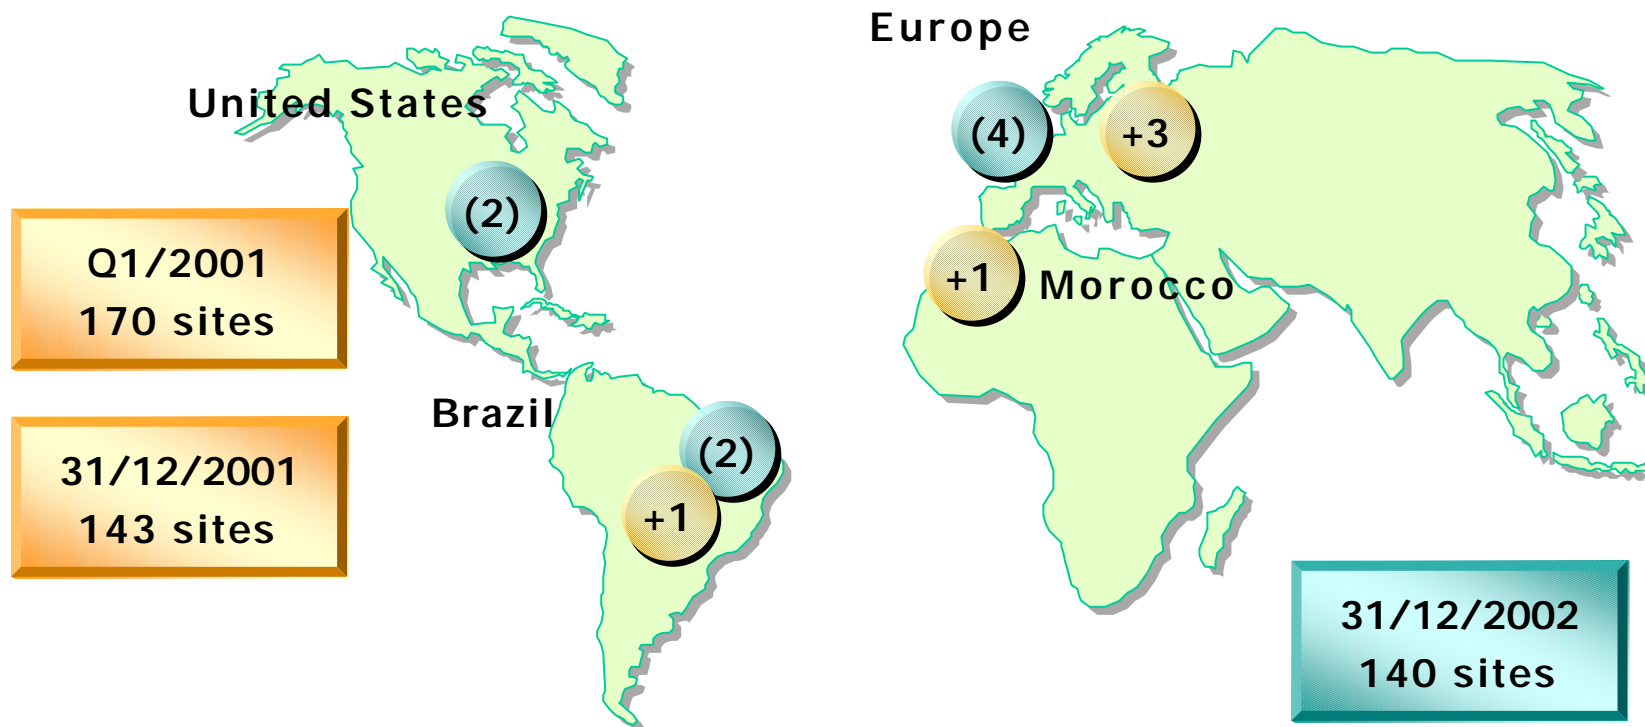 Europe
United States
(4)
+3
(2)
Q1/2001
170 sites
+1
Morocco
Brazil
(2)
+1
31/12/2001
143 sites
31/12/2002
140 sites